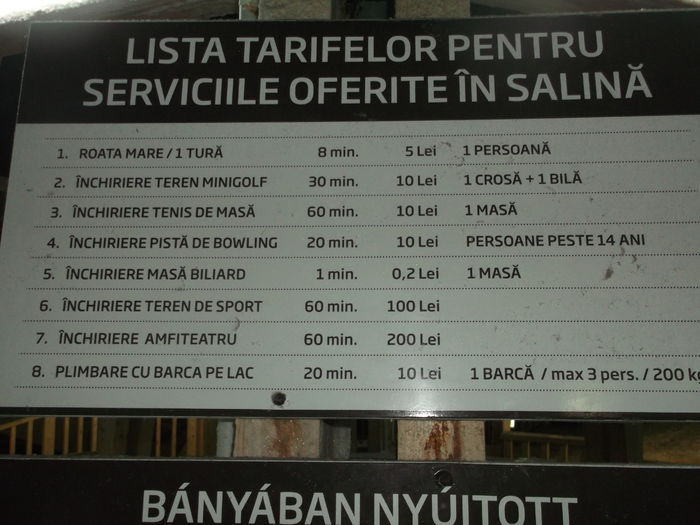 LISTA TARIFELOR PENTRU
SERVICIILE OFERITE ÎN SALINĂ
1. ROATA MARE / 1 TURĂ 8 min. 5 Lei 1 PERSOANĂ
2. ÎNCHIRIERE TEREN MINIGOLF 30 min. 10 Lei 1 CROSĂ + 1 BILĂ
3. ÎNCHIRIERE TENIS DE MASĂ 60 min. 10 Lei 1 MASĂ
4. ÎNCHIRIERE PISTĂ DE BOWLING 20 min. 10 Lei PERSOANE PESTE 14 ANI
5. ÎNCHIRIERE MASĂ BILIARD 1 min. 0,2 Lei 1 MASĂ
6. ÎNCHIRIERE TEREN DE SPORT 60 min. 100 Lei
7. ÎNCHIRIERE AMFITEATRU 60 min. 200 Lei
8. PLIMBARE CU BARCA PE LAC 20 min. 10 Lei 1 BARCĂ / max 3 pers. / 200 kg
BÁNYÁBAN NYÚJTOTT